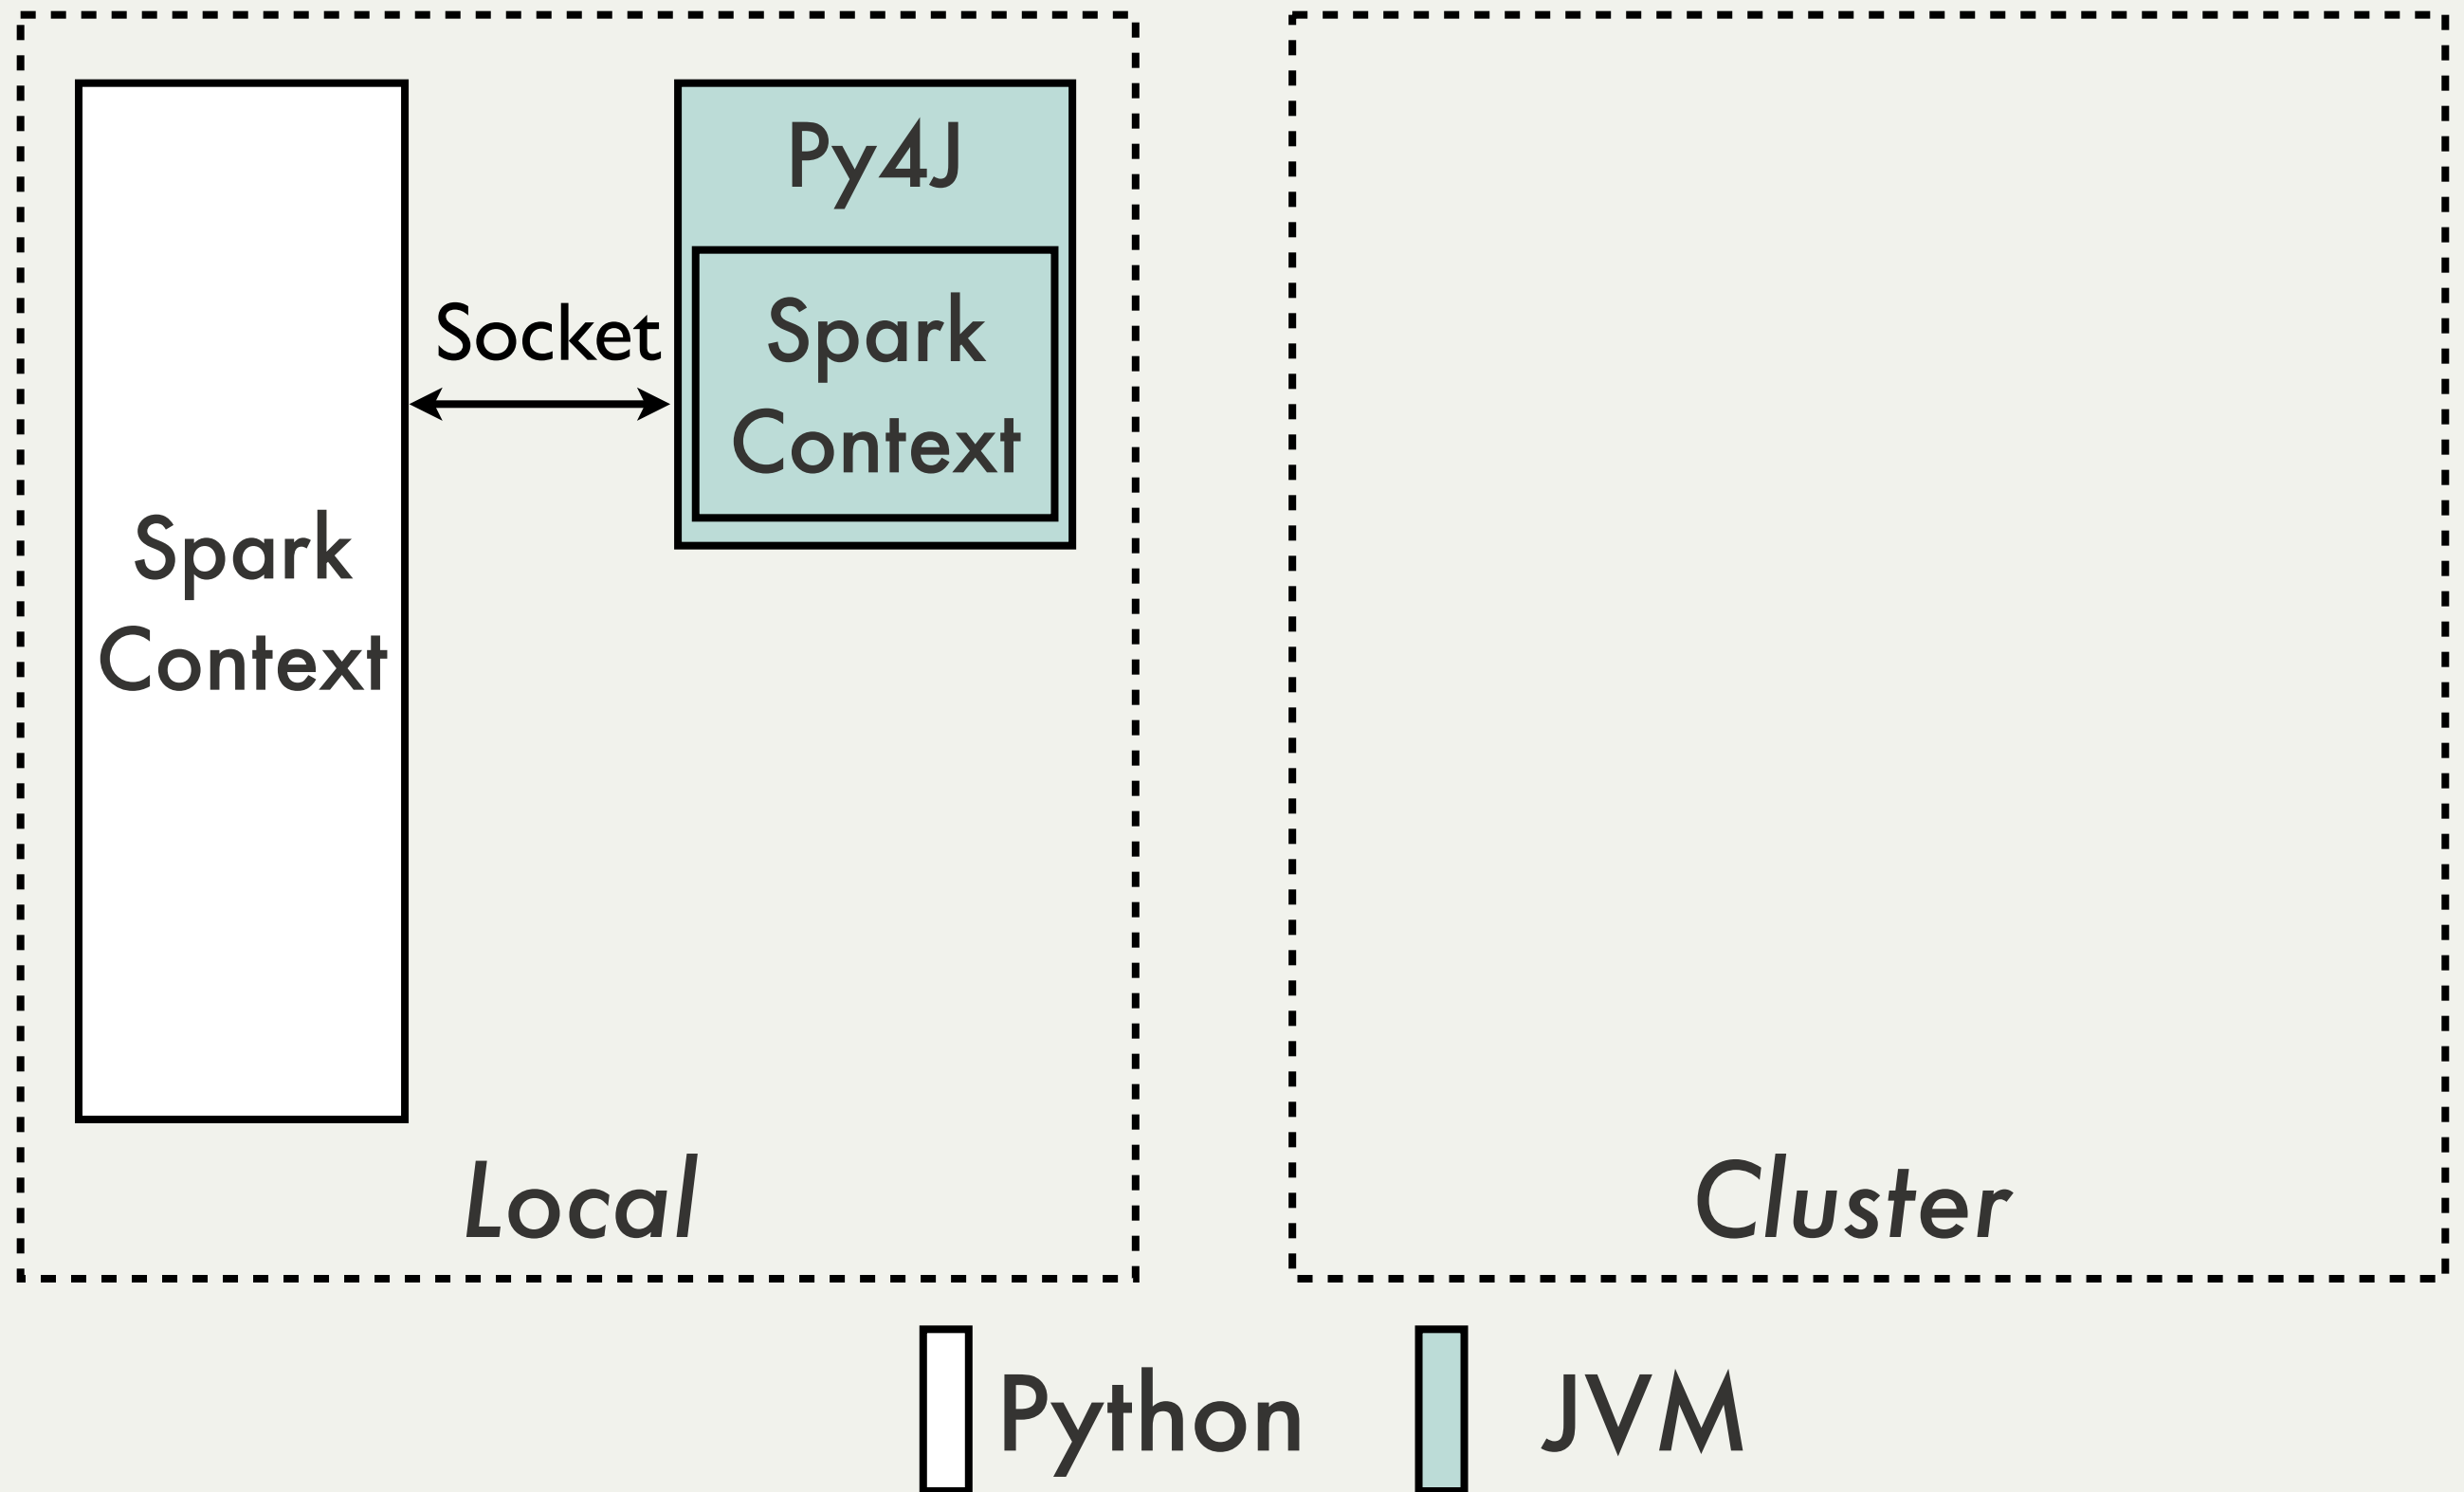 Py4J
Socket
Spark
Context
Spark
Context
Local
Cluster
Python
JVM